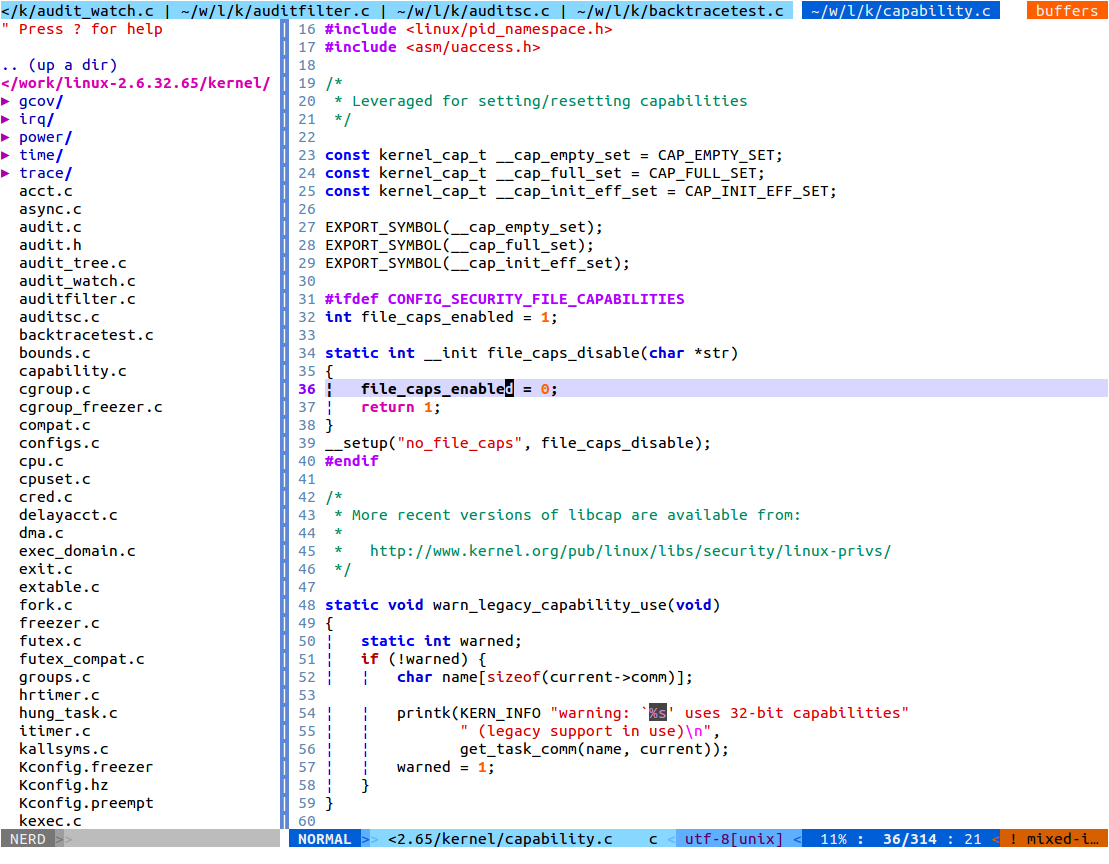 </k/audit_watch.c | ~/w/l/k/auditfilter.c | ~/w/l/k/auditsc.c | ~/w/l/k/backtracetest.c ~/w/l/k/capability.c buffers
" Press ? for help
.. (up a dir)
</work/linux-2.6.32.65/kernel/
▶ gcov/
▶ irq/
▶ power/
▶ time/
▶ trace/
acct.c
async.c
audit.c
audit.h
audit_tree.c
audit_watch.c
auditfilter.c
auditsc.c
backtracetest.c
bounds.c
capability.c
cgroup.c
cgroup_freezer.c
compat.c
configs.c
cpu.c
cpuset.c
cred.c
delayacct.c
dma.c
exec_domain.c
exit.c
extable.c
fork.c
freezer.c
futex.c
futex_compat.c
groups.c
hrtimer.c
hung_task.c
itimer.c
kallsyms.c
Kconfig.freezer
Kconfig.hz
Kconfig.preempt
kexec.c
16 #include <linux/pid_namespace.h>
17 #include <asm/uaccess.h>
18
19 /*
20  * Leveraged for setting/resetting capabilities
21  */
22
23 const kernel_cap_t __cap_empty_set = CAP_EMPTY_SET;
24 const kernel_cap_t __cap_full_set = CAP_FULL_SET;
25 const kernel_cap_t __cap_init_eff_set = CAP_INIT_EFF_SET;
26
27 EXPORT_SYMBOL(__cap_empty_set);
28 EXPORT_SYMBOL(__cap_full_set);
29 EXPORT_SYMBOL(__cap_init_eff_set);
30
31 #ifdef CONFIG_SECURITY_FILE_CAPABILITIES
32 int file_caps_enabled = 1;
33
34 static int __init file_caps_disable(char *str)
35 {
36 ¦   file_caps_enabled = 0;
37 ¦   return 1;
38 }
39 __setup("no_file_caps", file_caps_disable);
40 #endif
41
42 /*
43  * More recent versions of libcap are available from:
44  *
45  *   http://www.kernel.org/pub/linux/libs/security/linux-privs/
46  */
47
48 static void warn_legacy_capability_use(void)
49 {
50 ¦   static int warned;
51 ¦   if (!warned) {
52 ¦   ¦   char name[sizeof(current->comm)];
53
54 ¦   ¦   printk(KERN_INFO "warning: `%s' uses 32-bit capabilities"
55 ¦   ¦          " (legacy support in use)\n",
56 ¦   ¦          get_task_comm(name, current));
57 ¦   ¦   warned = 1;
58 ¦   }
59 }
60
NERD >>
NORMAL >> <2.65/kernel/capability.c c < utf-8[unix] < 11% : 36/314 : 21 < ! mixed-i…